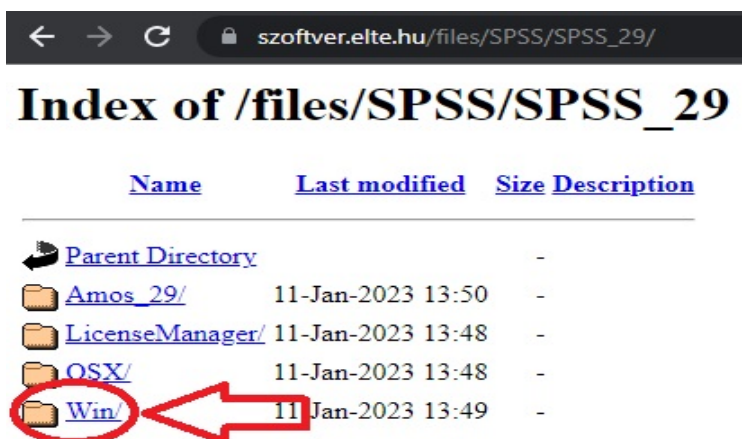 szoftver.elte.hu/files/SPSS/SPSS_29/
Index of /files/SPSS/SPSS_29
Name Last modified Size Description
Parent Directory -
Amos_29/ 11-Jan-2023 13:50 -
LicenseManager/ 11-Jan-2023 13:48 -
OSX/ 11-Jan-2023 13:48 -
Win/ 11-Jan-2023 13:49 -